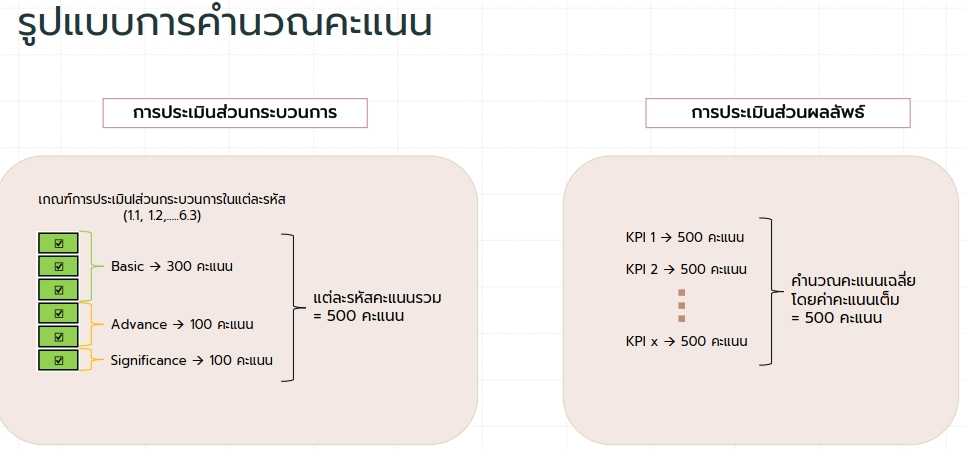 รูปแบบการคำนวณคะแนน
การประเมินส่วนกระบวนการ
เกณฑ์การประเมินส่วนกระบวนการในแต่ละรหัส
(1.1, 1.2,.....6.3)
Basic → 300 คะแนน
Advance → 100 คะแนน
Significance → 100 คะแนน
แต่ละรหัสคะแนนรวม
= 500 คะแนน
การประเมินส่วนผลลัพธ์
KPI 1 → 500 คะแนน
KPI 2 → 500 คะแนน
KPI x → 500 คะแนน
คำนวณคะแนนเฉลี่ย
โดยค่าคะแนนเต็ม
= 500 คะแนน